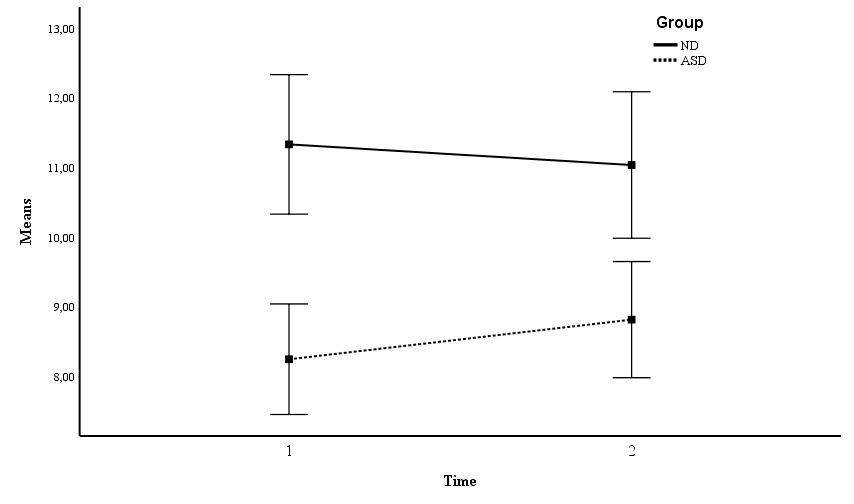 Group
ND
ASD
13,00
12,00
11,00
10,00
9,00
8,00
Means
1
2
Time